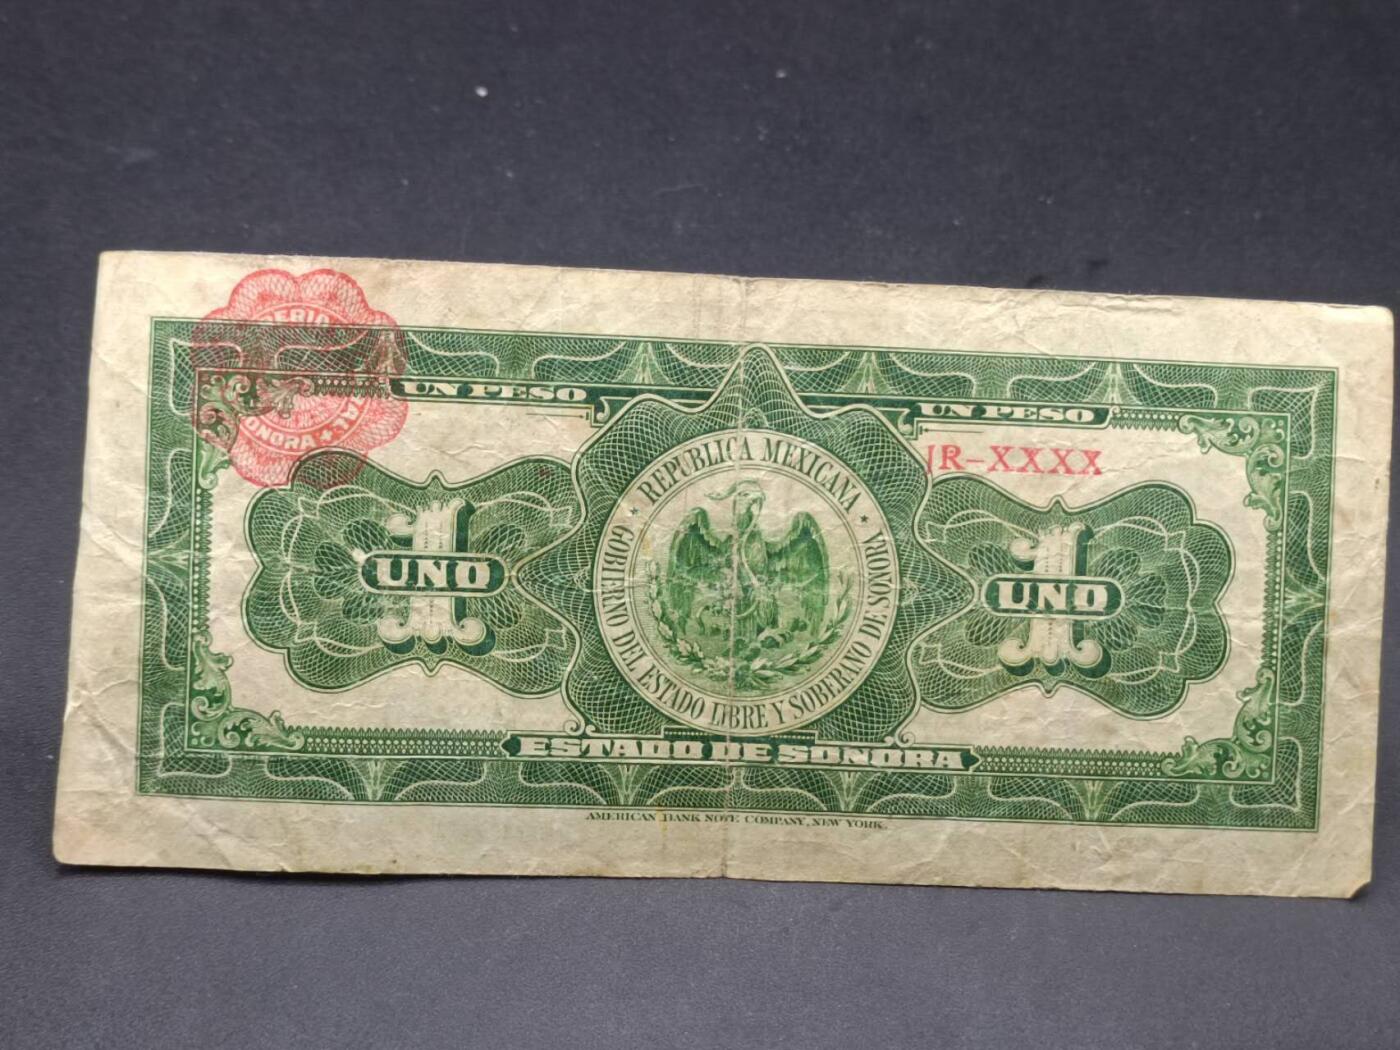 UN PESO
UN PESO
ONORA
JR-XXXX
REPUBLICA MEXICANA
GOBIERNO DEL ESTADO LIBRE Y SOBERANO DE SONORA
1
UNO
1
UNO
ESTADO DE SONORA
AMERICAN BANK NOTE COMPANY, NEW YORK.